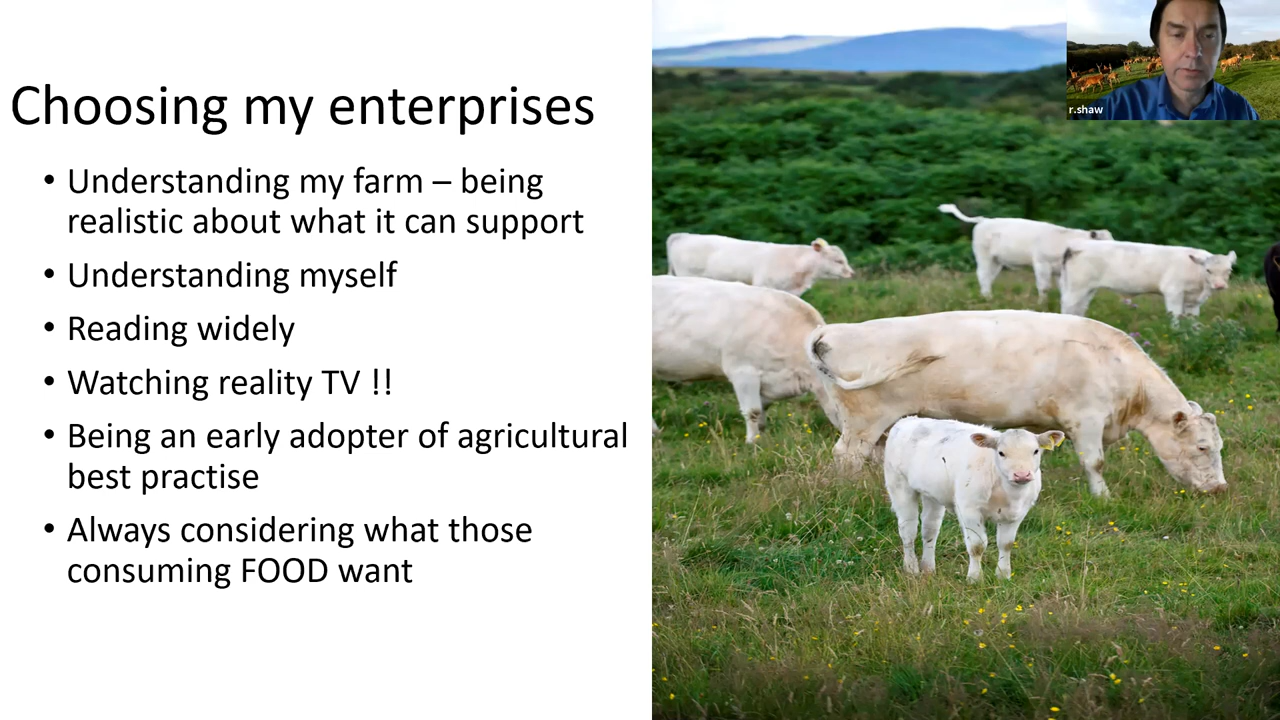 Choosing my enterprises
• Understanding my farm – being
realistic about what it can support
• Understanding myself
• Reading widely
• Watching reality TV !!
• Being an early adopter of agricultural
best practise
• Always considering what those
consuming FOOD want
r.shaw